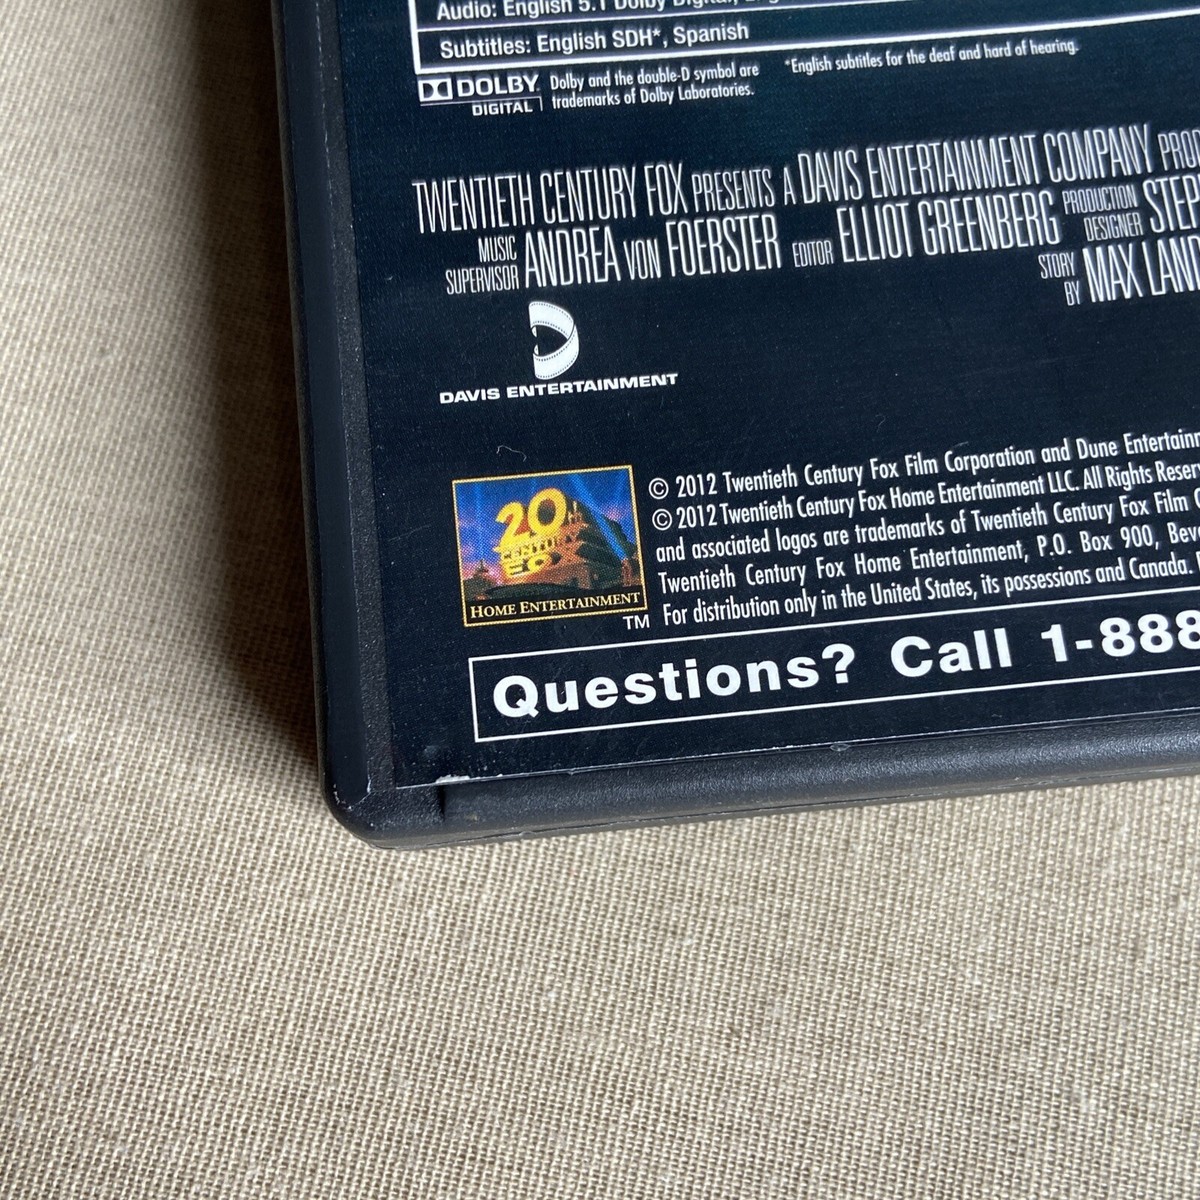 Audio: English 5.1 Dolby Digital,
Subtitles: English SDH*, Spanish
*English subtitles for the deaf and hard of hearing.
DOLBY DIGITAL
Dolby and the double-D symbol are
trademarks of Dolby Laboratories.
TWENTIETH CENTURY FOX PRESENTS A DAVIS ENTERTAINMENT COMPANY
MUSIC SUPERVISOR ANDREA VON FOERSTER EDITOR ELLIOT GREENBERG PRODUCTION DESIGNER
STORY BY MAX
DAVIS ENTERTAINMENT
20th
CENTURY
FOX
HOME ENTERTAINMENT
TM
© 2012 Twentieth Century Fox Film Corporation and Dune
© 2012 Twentieth Century Fox Home Entertainment LLC. All Rights
and associated logos are trademarks of Twentieth Century Fox Film
Twentieth Century Fox Home Entertainment, P.O. Box 900,
For distribution only in the United States, its possessions and Canada.
Questions? Call 1-888